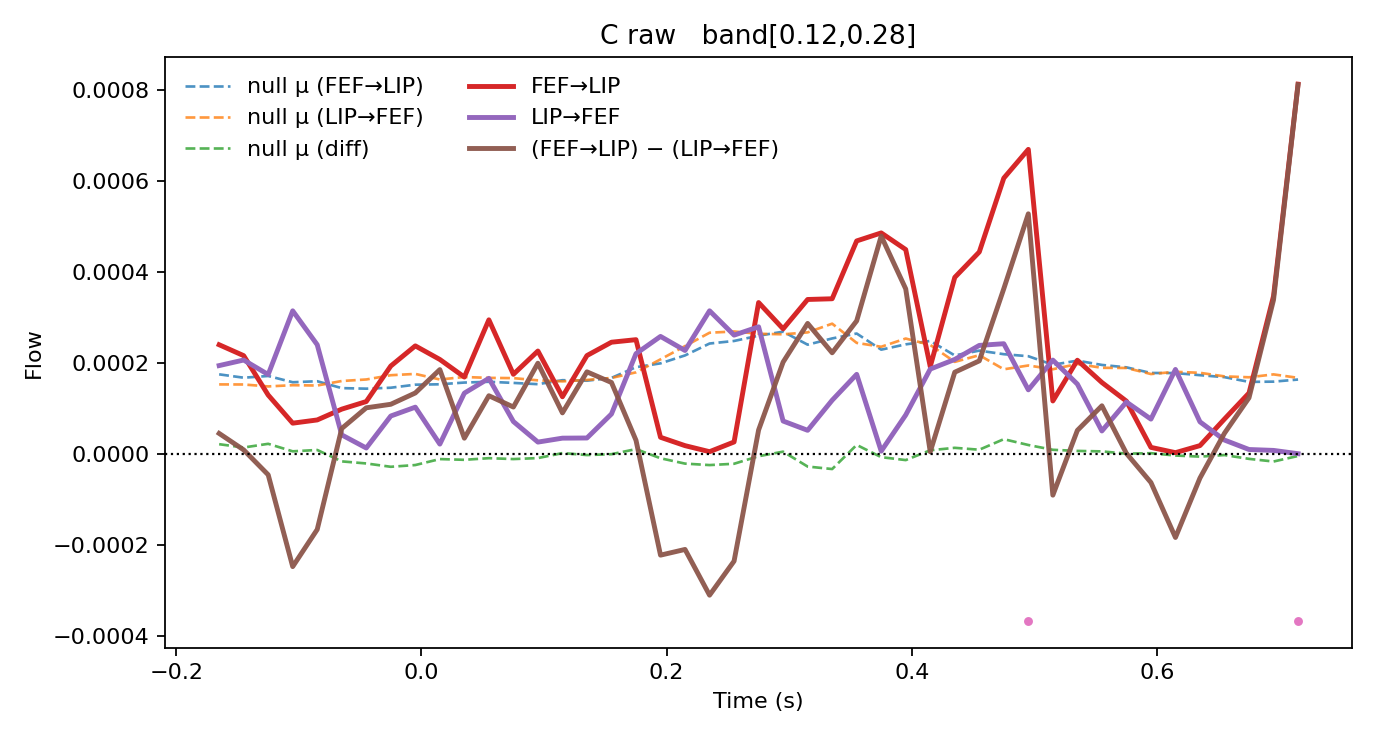 C raw band[0.12,0.28]
null μ (FEF→LIP)
null μ (LIP→FEF)
null μ (diff)
FEF→LIP
LIP→FEF
(FEF→LIP) − (LIP→FEF)
Flow
0.0008
0.0006
0.0004
0.0002
0.0000
−0.0002
−0.0004
−0.2
0.0
0.2
0.4
0.6
Time (s)